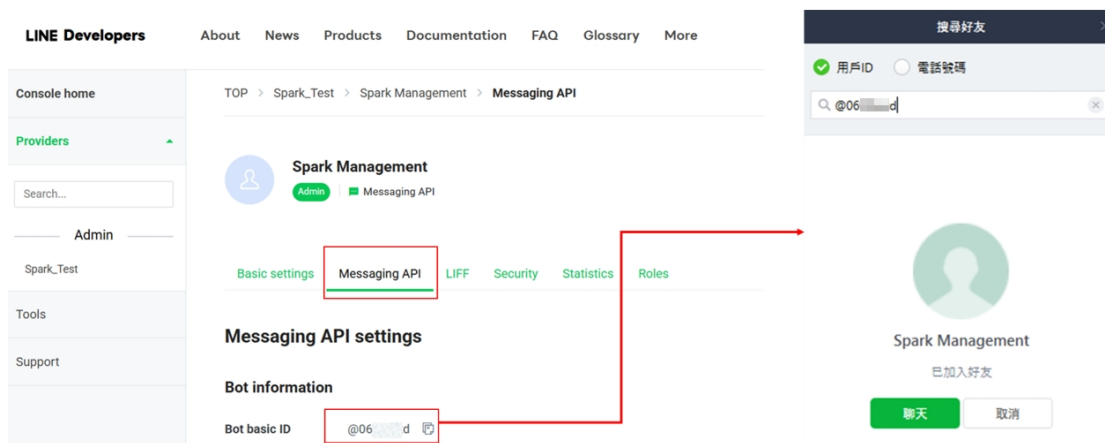 LINE Developers
About News Products Documentation FAQ Glossary More
Console home
Providers
Search...
Admin
Spark_Test
Tools
Support
TOP > Spark_Test > Spark Management > Messaging API
Spark Management
Admin Messaging API
Basic settings Messaging API LIFF Security Statistics Roles
Messaging API settings
Bot information
Bot basic ID @06 d
搜尋好友
用戶ID 電話號碼
@06 d
Spark Management
已加入好友
聊天 取消